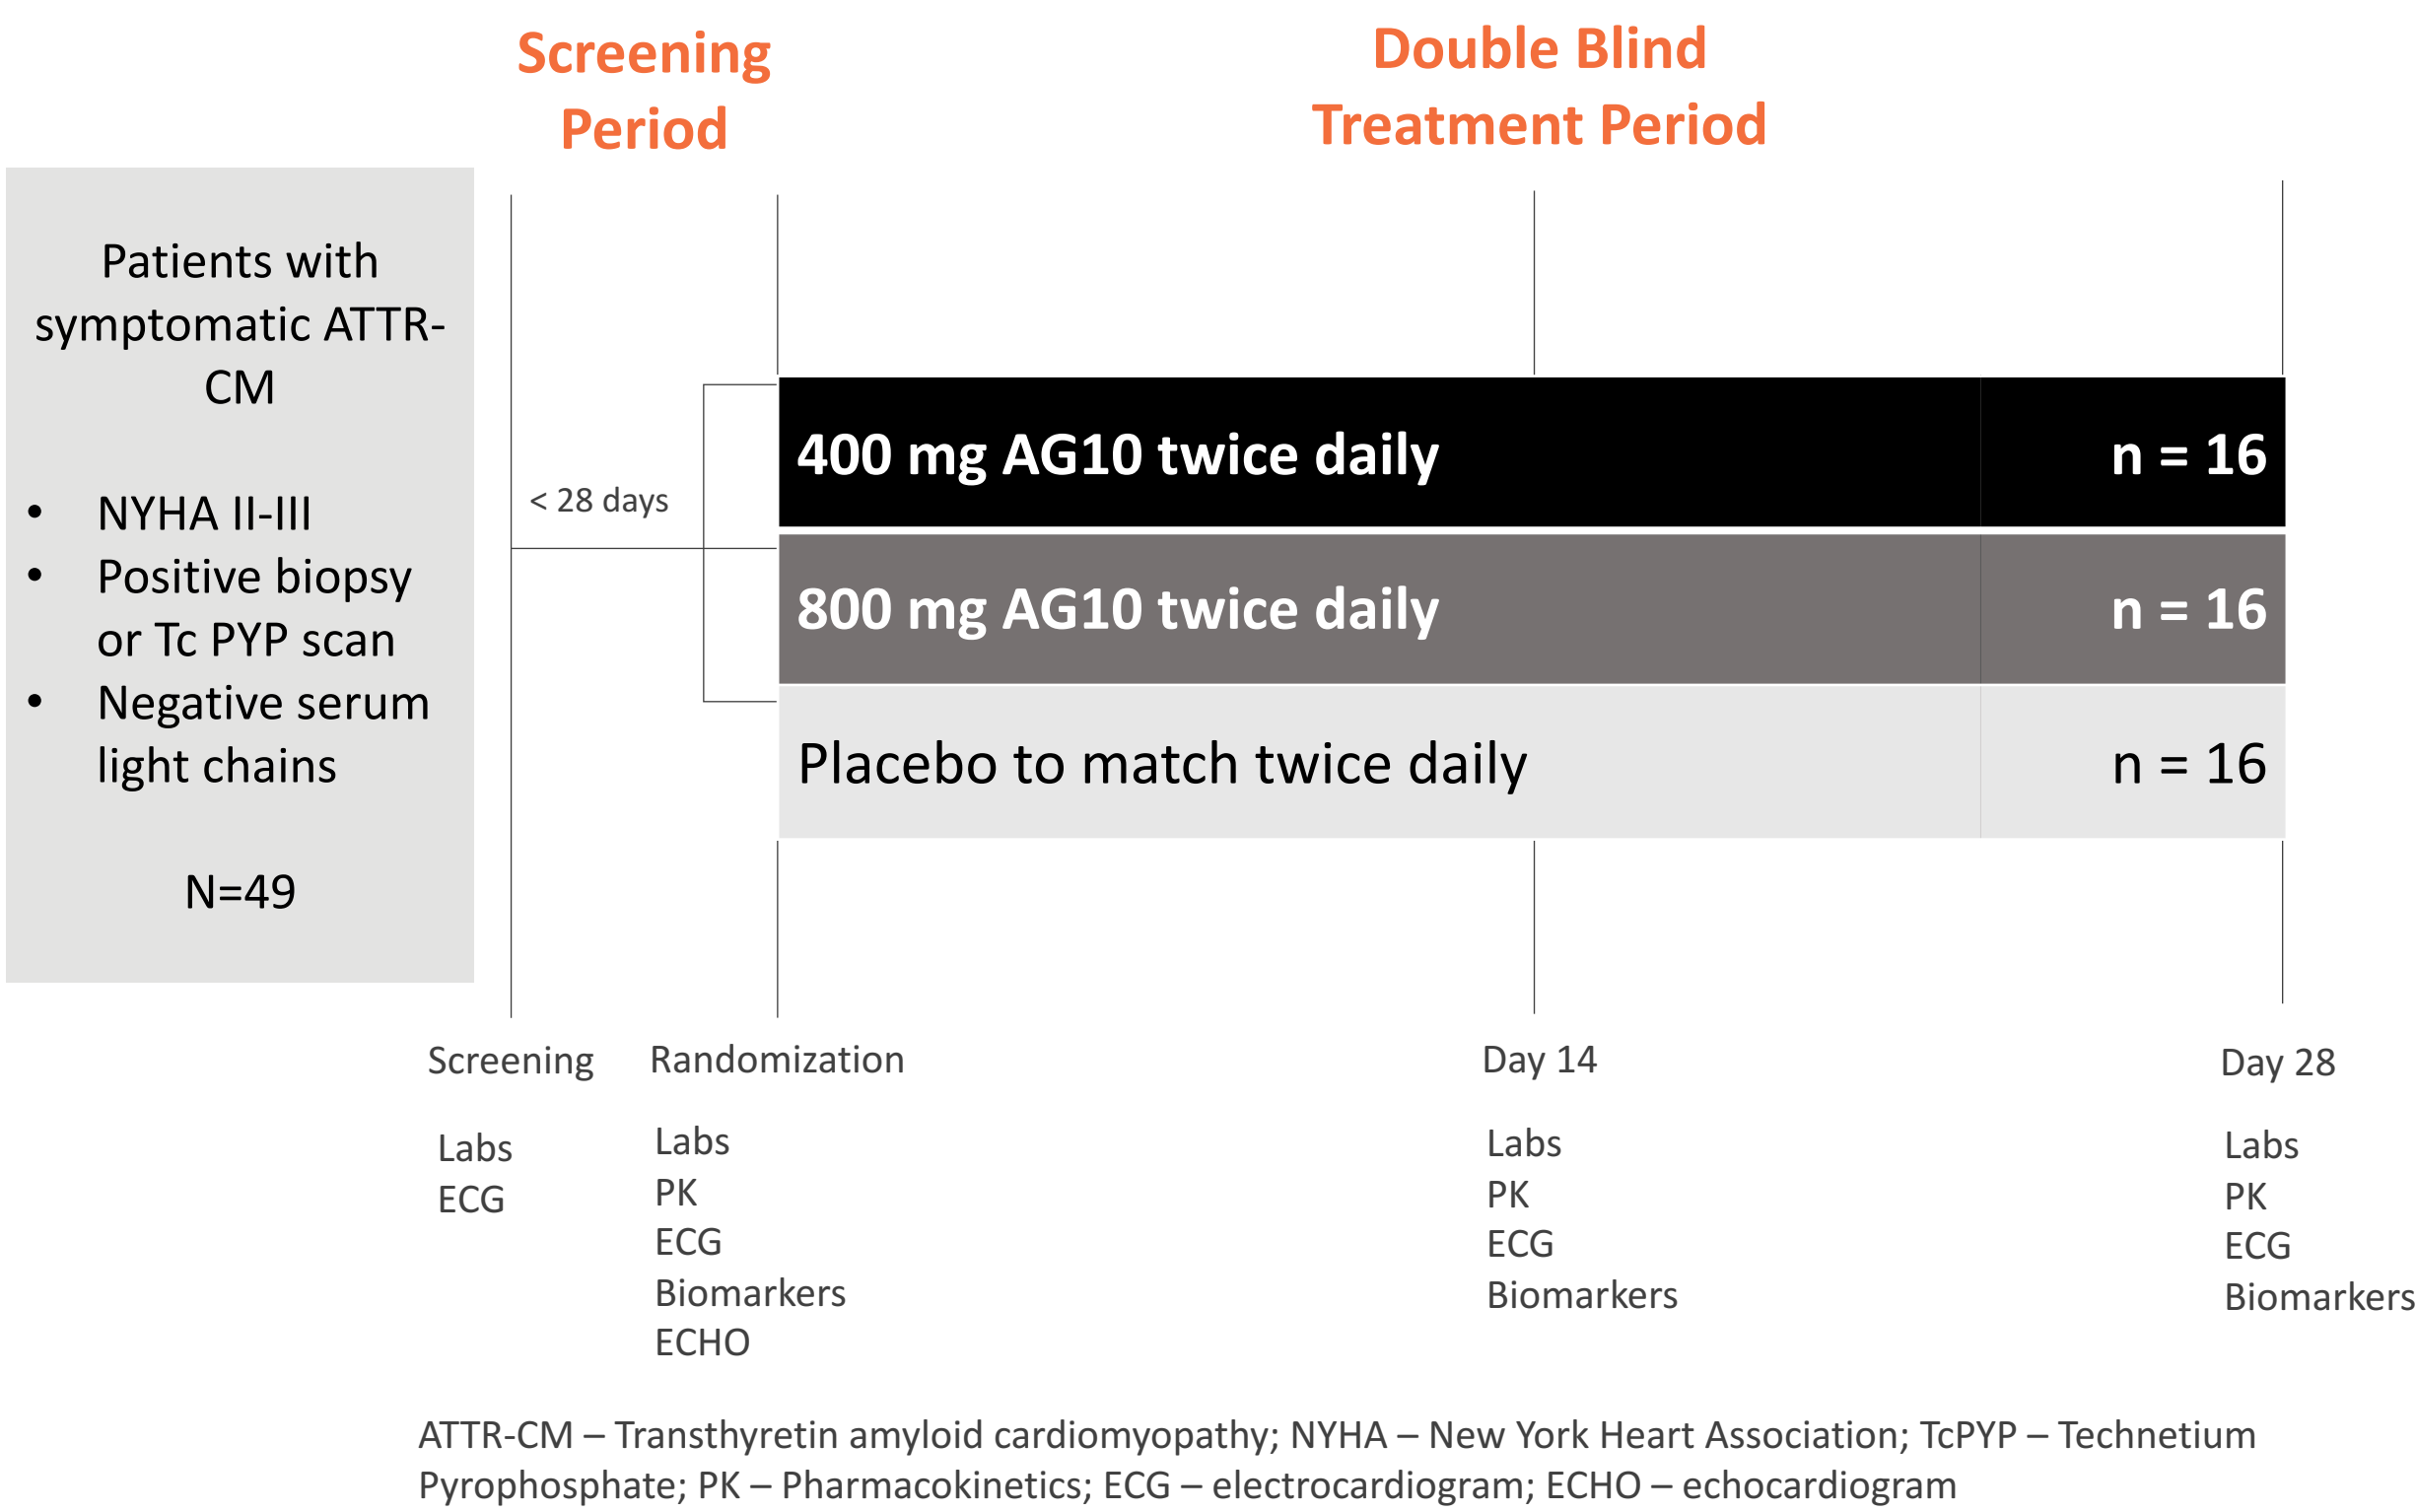 Screening
Period
Double Blind
Treatment Period
Patients with
symptomatic ATTR-
CM
• NYHA II-III
• Positive biopsy
or Tc PYP scan
• Negative serum
light chains
N=49
< 28 days
400 mg AG10 twice daily n = 16
800 mg AG10 twice daily n = 16
Placebo to match twice daily n = 16
Screening
Labs
ECG
Randomization
Labs
PK
ECG
Biomarkers
ECHO
Day 14
Labs
PK
ECG
Biomarkers
Day 28
Labs
PK
ECG
Biomarkers
ATTR-CM – Transthyretin amyloid cardiomyopathy; NYHA – New York Heart Association; TcPYP – Technetium
Pyrophosphate; PK – Pharmacokinetics; ECG – electrocardiogram; ECHO – echocardiogram